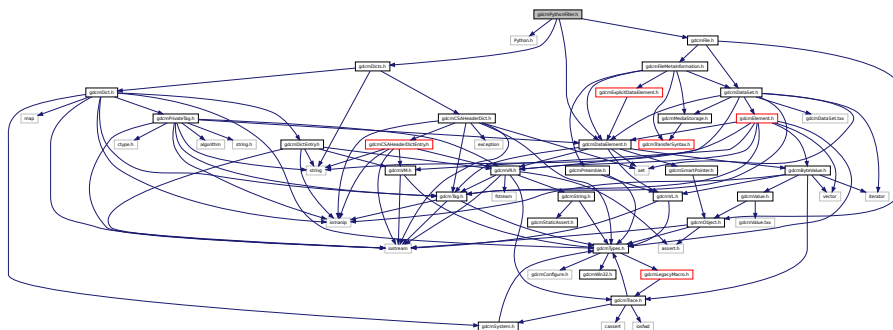 gdcmPythonFilter.h
Python.h
gdcmFile.h
gdcmDicts.h
gdcmFileMetaInformation.h
gdcmDict.h
gdcmExplicitDataElement.h
gdcmDataSet.h
map
gdcmPrivateTag.h
gdcmCSAHeaderDict.h
gdcmMediaStorage.h
gdcmDataSet.txx
gdcmElement.h
ctype.h
algorithm
string.h
gdcmDictEntry.h
gdcmCSAHeaderDictEntry.h
exception
gdcmDataElement.h
gdcmTransferSyntax.h
string
gdcmVM.h
gdcmVR.h
gdcmPreamble.h
set
gdcmSmartPointer.h
gdcmByteValue.h
gdcmTag.h
fstream
gdcmString.h
gdcmVL.h
gdcmValue.h
vector
iterator
iomanip
gdcmStaticAssert.h
gdcmObject.h
gdcmValue.txx
iostream
gdcmTypes.h
assert.h
gdcmConfigure.h
gdcmWin32.h
gdcmLegacyMacro.h
gdcmTrace.h
gdcmSystem.h
cassert
iosfwd